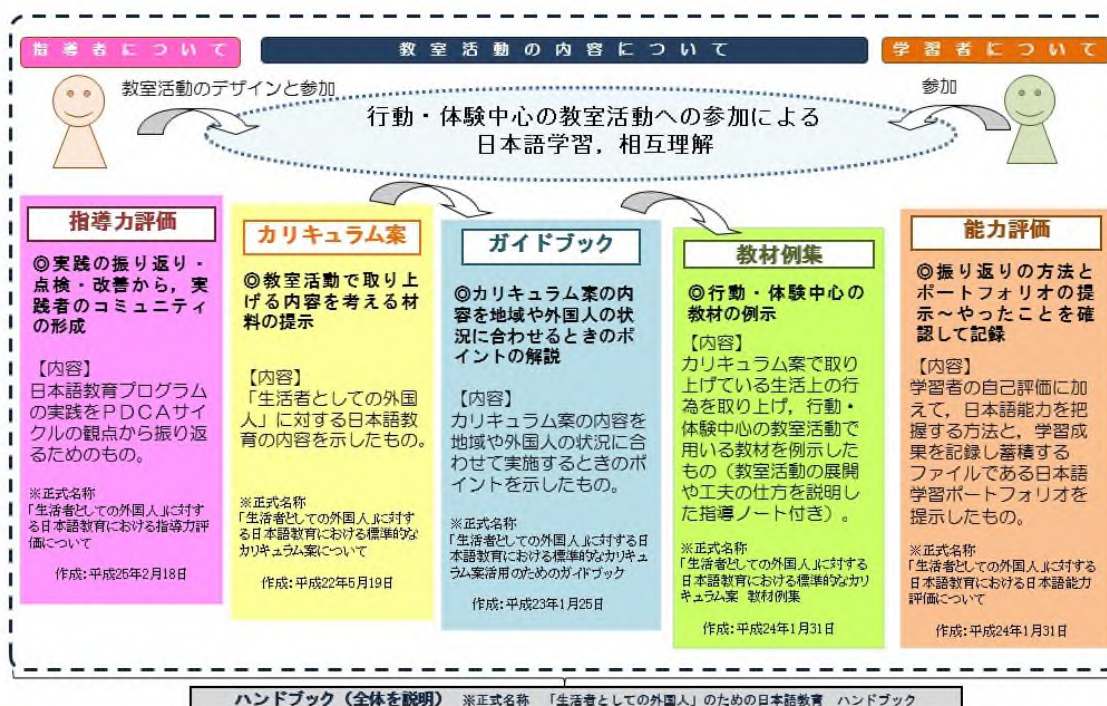 指導者について
教室活動の内容について
学習者について
教室活動のデザインと参加
参加
行動・体験中心の教室活動への参加による
日本語学習，相互理解
指導力評価
◎実践の振り返り・
点検・改善から，実
践者のコミュニティ
の形成
【内容】
日本語教育プログラム
の実践をＰＤＣＡサイ
クルの観点から振り返
るためのもの。
※正式名称
「生活者としての外国人」に対す
る日本語教育における指導力評
価について
作成：平成25年2月18日
カリキュラム案
◎教室活動で取り上
げる内容を考える材
料の提示
【内容】
「生活者としての外国
人」に対する日本語教
育の内容を示したもの。
※正式名称
「生活者としての外国人」に対す
る日本語教育における標準的な
カリキュラム案について
作成：平成22年5月19日
ガイドブック
◎カリキュラム案の内
容を地域や外国人の状
況に合わせるときのポ
イントの解説
【内容】
カリキュラム案の内容を
地域や外国人の状況に合
わせて実施するときのポ
イントを示したもの。
※正式名称
「生活者としての外国人」に対する日
本語教育における標準的なカリキュ
ラム案活用のためのガイドブック
作成：平成23年1月25日
教材例集
◎行動・体験中心の
教材の例示
【内容】
カリキュラム案で取り
上げている生活上の行
為を取り上げ，行動・
体験中心の教室活動で
用いる教材を例示した
もの（教室活動の展開
や工夫の仕方を説明し
た指導ノート付き）。
※正式名称
「生活者としての外国人」に対する
日本語教育における標準的なカリ
キュラム案 教材例集
作成：平成24年1月31日
能力評価
◎振り返りの方法と
ポートフォリオの提
示～やったことを確
認して記録
【内容】
学習者の自己評価に加
えて，日本語能力を把
握する方法と，学習成
果を記録し蓄積する
ファイルである日本語
学習ポートフォリオを
提示したもの。
※正式名称
「生活者としての外国人」に対する
日本語教育における日本語能力
評価について
作成：平成24年1月31日
ハンドブック（全体を説明） ※正式名称 「生活者としての外国人」のための日本語教育 ハンドブック